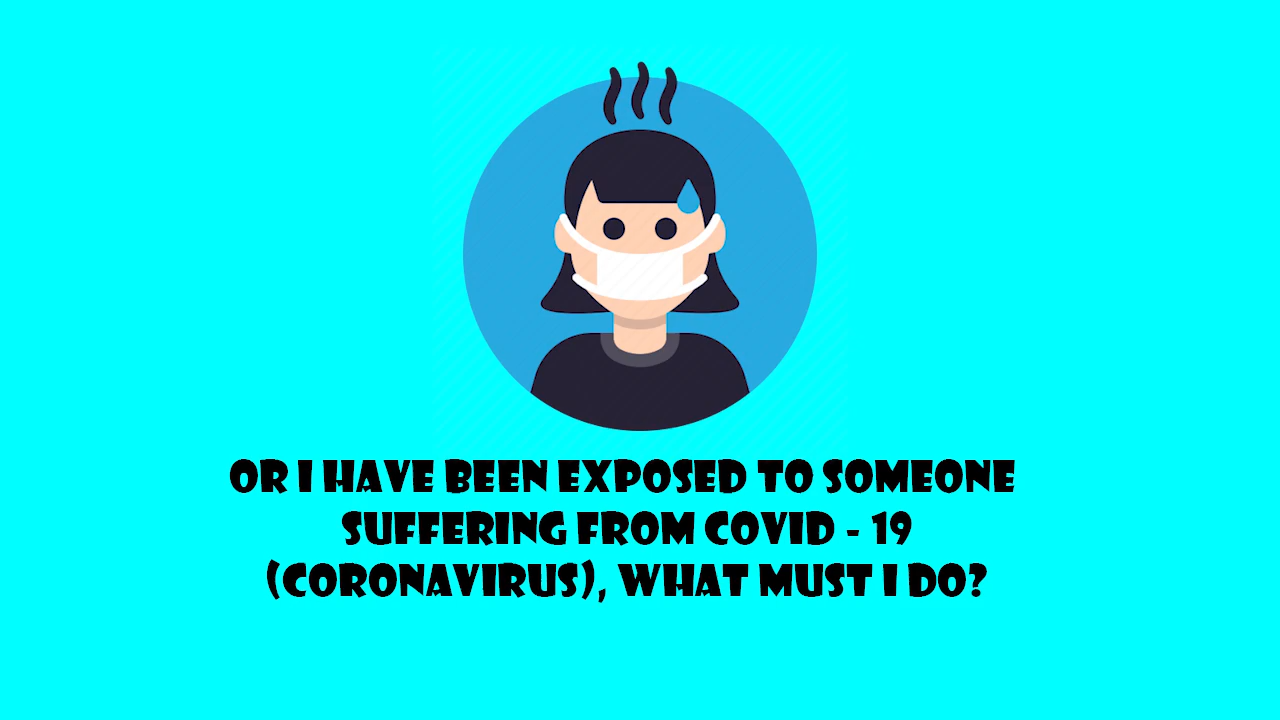 OR I HAVE BEEN EXPOSED TO SOMEONE
SUFFERING FROM COVID - 19
(CORONAVIRUS), WHAT MUST I DO?